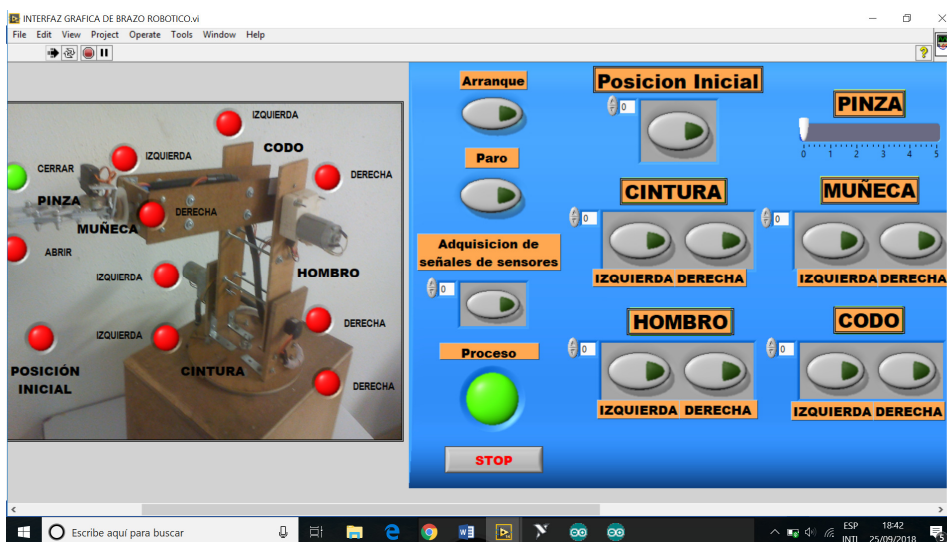 INTERFAZ GRAFICA DE BRAZO ROBOTICO.vi
File Edit View Project Operate Tools Window Help
IZQUIERDA
CODO
IZQUIERDA
CERRAR
DERECHA
PINZA
DERECHA
MUÑECA
ABRIR
IZQUIERDA
HOMBRO
IZQUIERDA
DERECHA
POSICIÓN
INICIAL
CINTURA
DERECHA
Arranque
Paro
Adquisicion de
señales de sensores
0
Proceso
STOP
Posicion Inicial
0
PINZA
0 1 2 3 4 5
CINTURA
0
IZQUIERDA DERECHA
MUÑECA
0
IZQUIERDA DERECHA
HOMBRO
0
IZQUIERDA DERECHA
CODO
0
IZQUIERDA DERECHA
Escribe aquí para buscar
ESP
INTL
18:42
25/09/2018
5